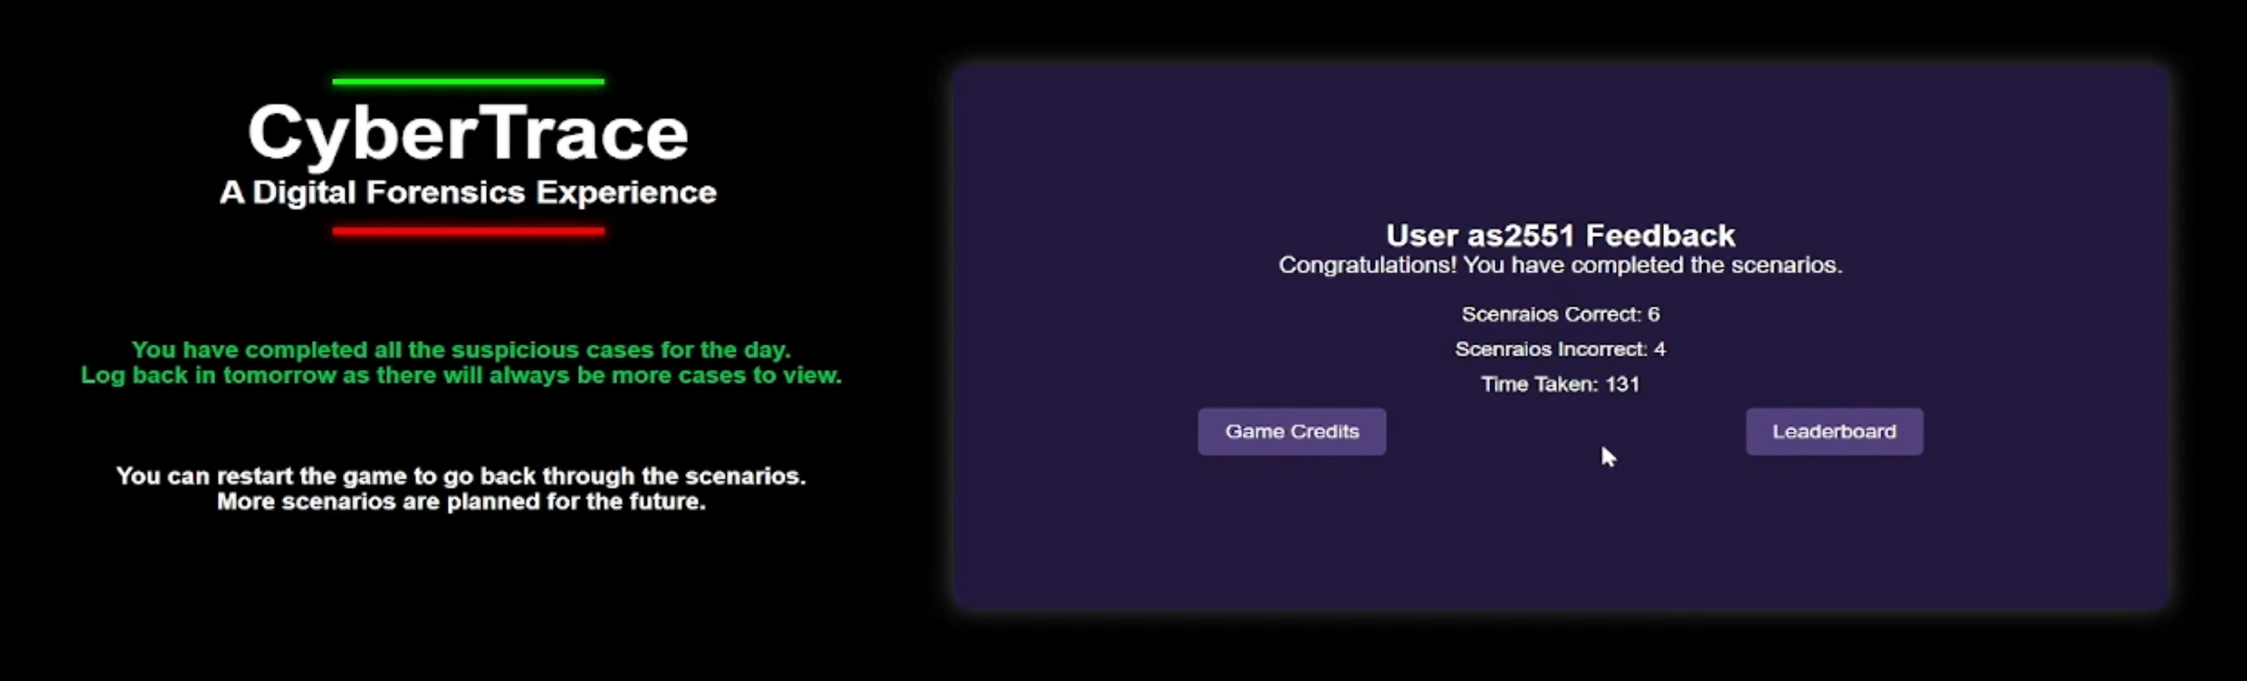 CyberTrace
A Digital Forensics Experience
You have completed all the suspicious cases for the day.
Log back in tomorrow as there will always be more cases to view.
You can restart the game to go back through the scenarios.
More scenarios are planned for the future.
User as2551 Feedback
Congratulations! You have completed the scenarios.
Scenraios Correct: 6
Scenraios Incorrect: 4
Time Taken: 131
Game Credits
Leaderboard